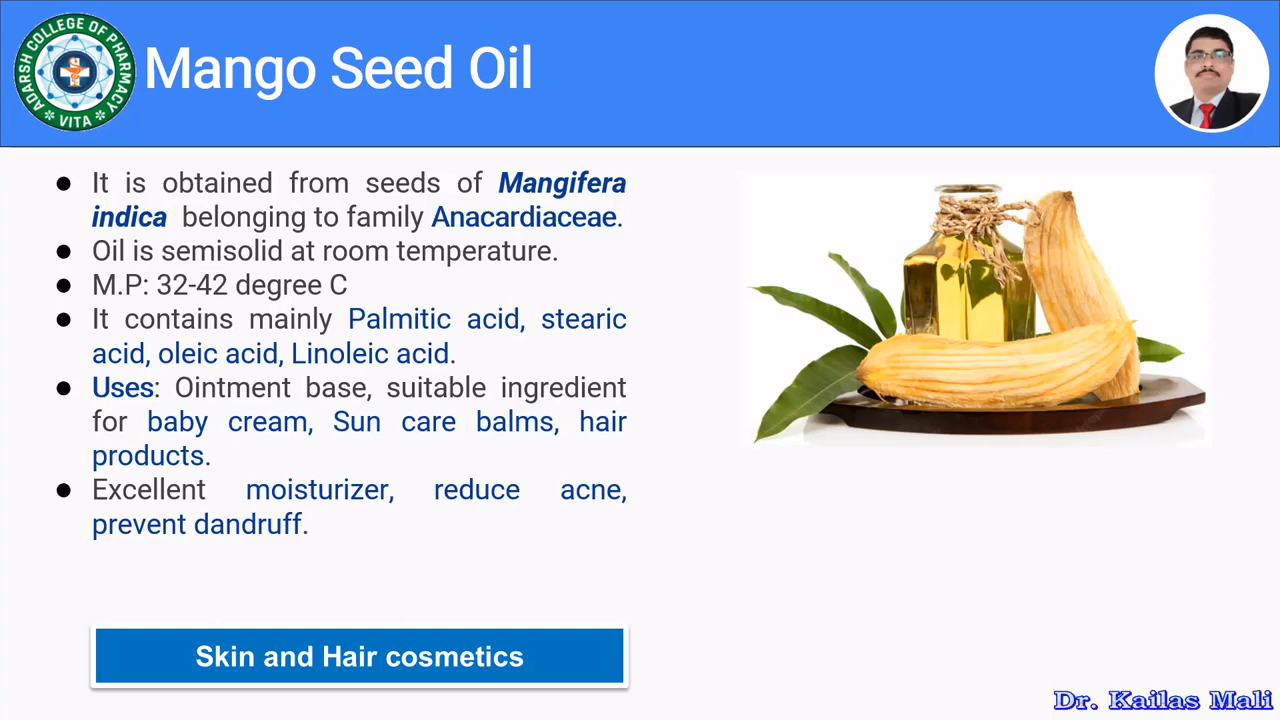 ADARSH COLLEGE OF PHARMACY
VITA
Mango Seed Oil
● It is obtained from seeds of Mangifera
indica belonging to family Anacardiaceae.
● Oil is semisolid at room temperature.
● M.P: 32-42 degree C
● It contains mainly Palmitic acid, stearic
acid, oleic acid, Linoleic acid.
● Uses: Ointment base, suitable ingredient
for baby cream, Sun care balms, hair
products.
● Excellent moisturizer, reduce acne,
prevent dandruff.
Skin and Hair cosmetics
Dr. Kailas Mali